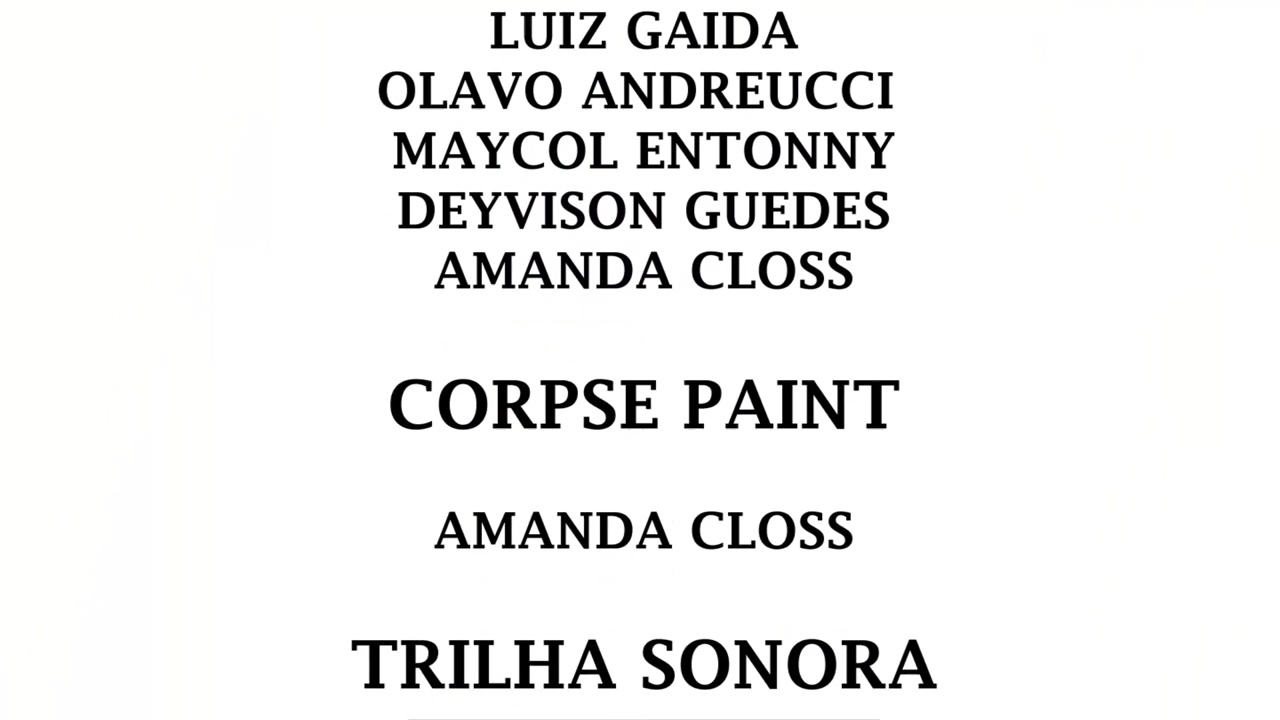 LUIZ GAIDA
OLAVO ANDREUCCI
MAYCOL ENTONNY
DEYVISON GUEDES
AMANDA CLOSS
CORPSE PAINT
AMANDA CLOSS
TRILHA SONORA